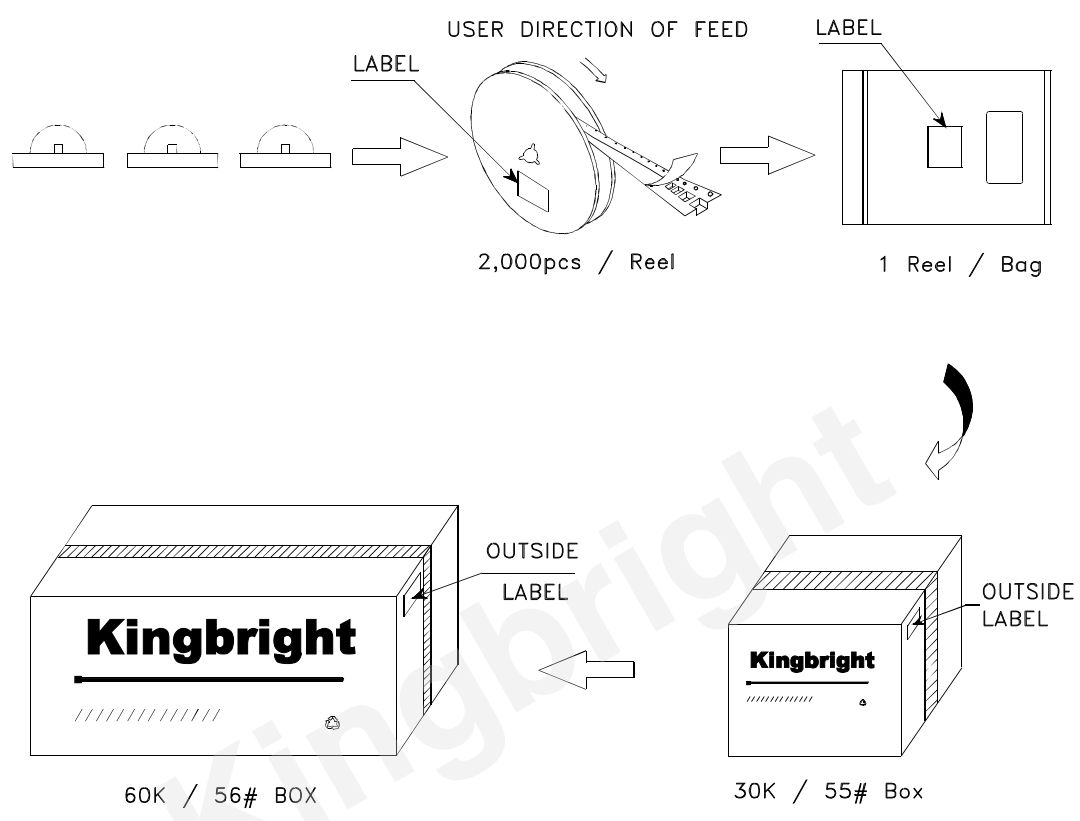 USER DIRECTION OF FEED
LABEL
LABEL
2,000pcs / Reel
1 Reel / Bag
OUTSIDE
LABEL
OUTSIDE
LABEL
Kingbright
Kingbright
60K / 56# BOX
30K / 55# Box
Kingbright